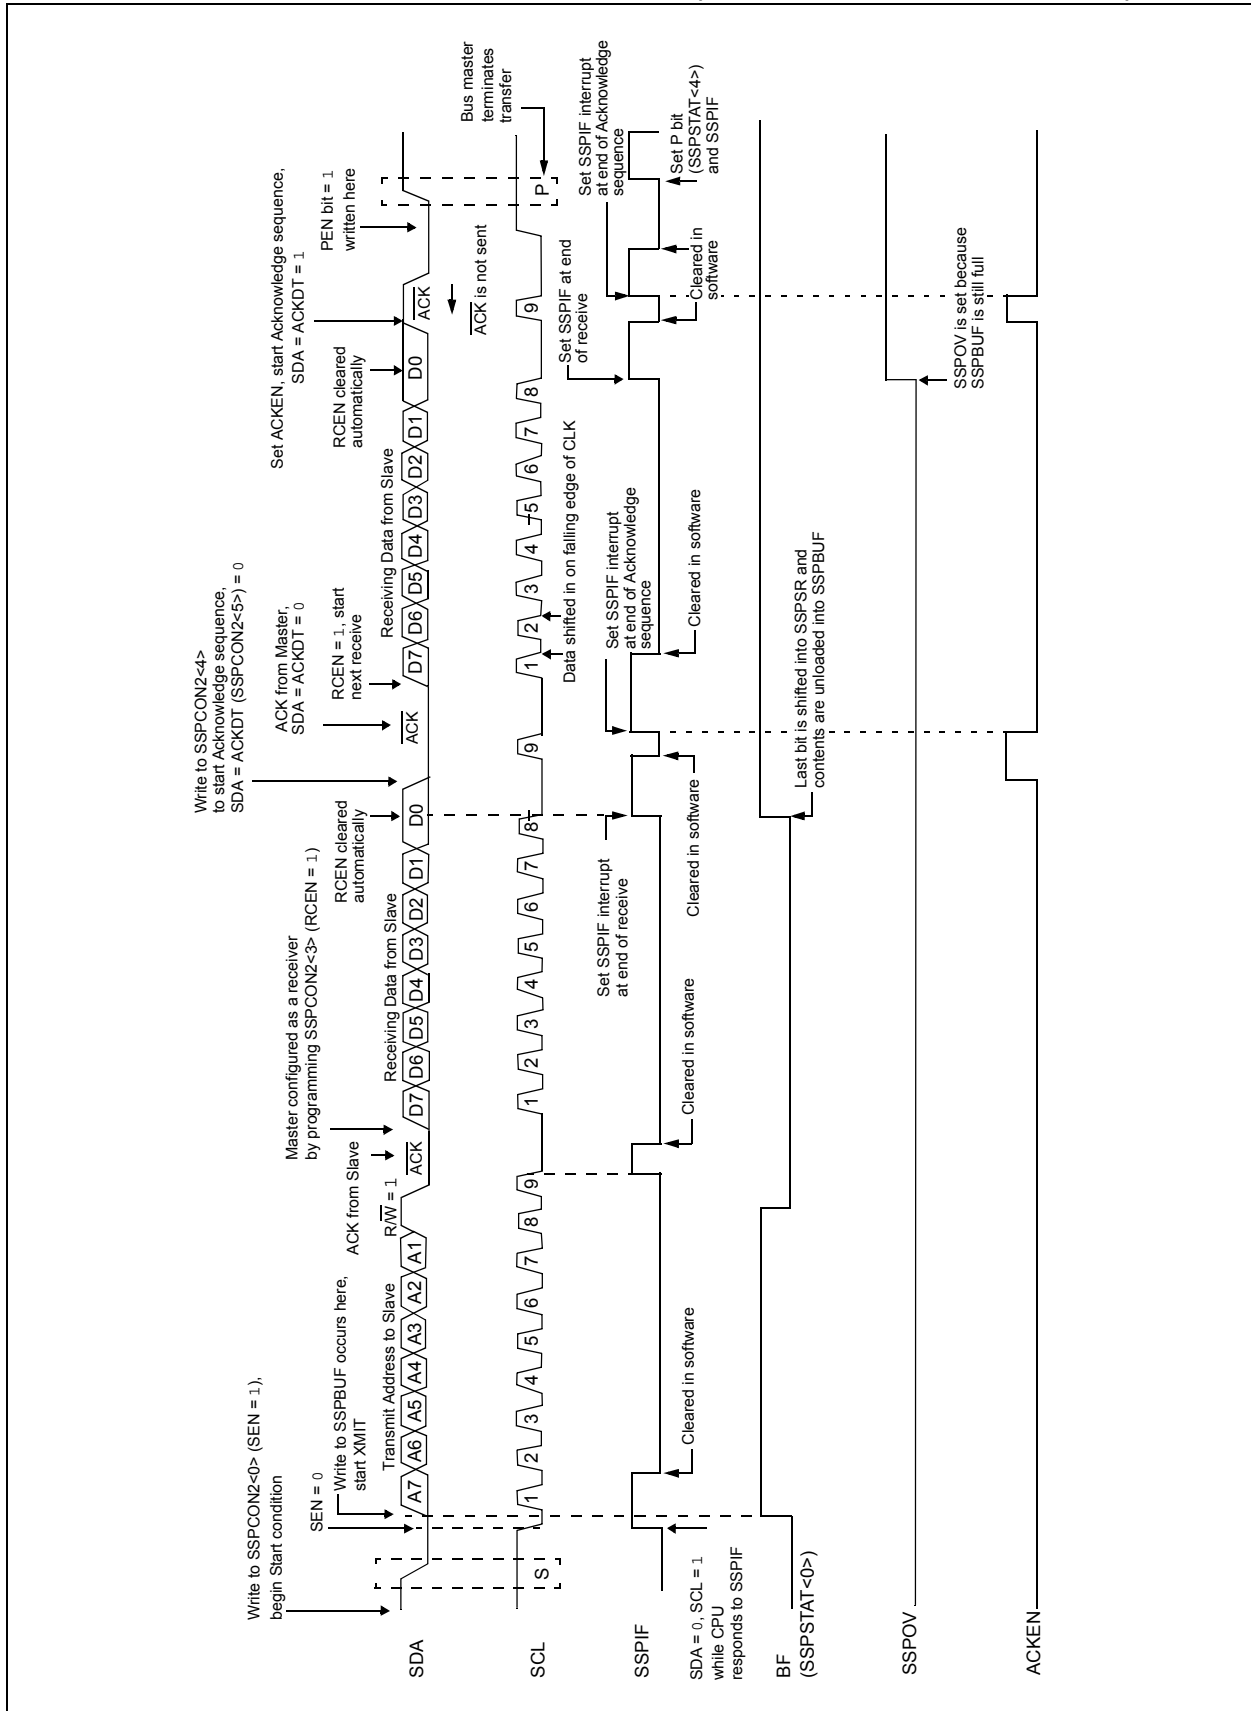 Write to SSPCON2<4>
to start Acknowledge sequence,
SDA = ACKDT (SSPCON2<5>) = 0
Set ACKEN, start Acknowledge sequence,
SDA = ACKDT = 1
Write to SSPCON2<0> (SEN = 1),
begin Start condition
SEN = 0
Write to SSPBUF occurs here,
start XMIT
Master configured as a receiver
by programming SSPCON2<3> (RCEN = 1)
ACK from Slave
RCEN cleared
automatically
ACK from Master,
SDA = ACKDT = 0
RCEN = 1, start
next receive
RCEN cleared
automatically
PEN bit = 1
written here
Transmit Address to Slave
R/W = 1
Receiving Data from Slave
Receiving Data from Slave
SDA
A7 A6 A5 A4 A3 A2 A1
ACK
D7 D6 D5 D4 D3 D2 D1 D0
ACK
D7 D6 D5 D4 D3 D2 D1 D0
ACK
ACK is not sent
Bus master
terminates
transfer
SCL
S
1 2 3 4 5 6 7 8 9
1 2 3 4 5 6 7 8 9
1 2 3 4 5 6 7 8 9
P
Data shifted in on falling edge of CLK
Set SSPIF interrupt
at end of receive
Set SSPIF interrupt
at end of Acknowledge
sequence
Set SSPIF at end
of receive
Set SSPIF interrupt
at end of Acknowledge
sequence
SSPIF
SDA = 0, SCL = 1
while CPU
responds to SSPIF
Cleared in software
Cleared in software
Cleared in software
Cleared in software
Cleared in
software
Set P bit
(SSPSTAT<4>)
and SSPIF
BF
(SSPSTAT<0>)
Last bit is shifted into SSPSR and
contents are unloaded into SSPBUF
SSPOV
SSPOV is set because
SSPBUF is still full
ACKEN